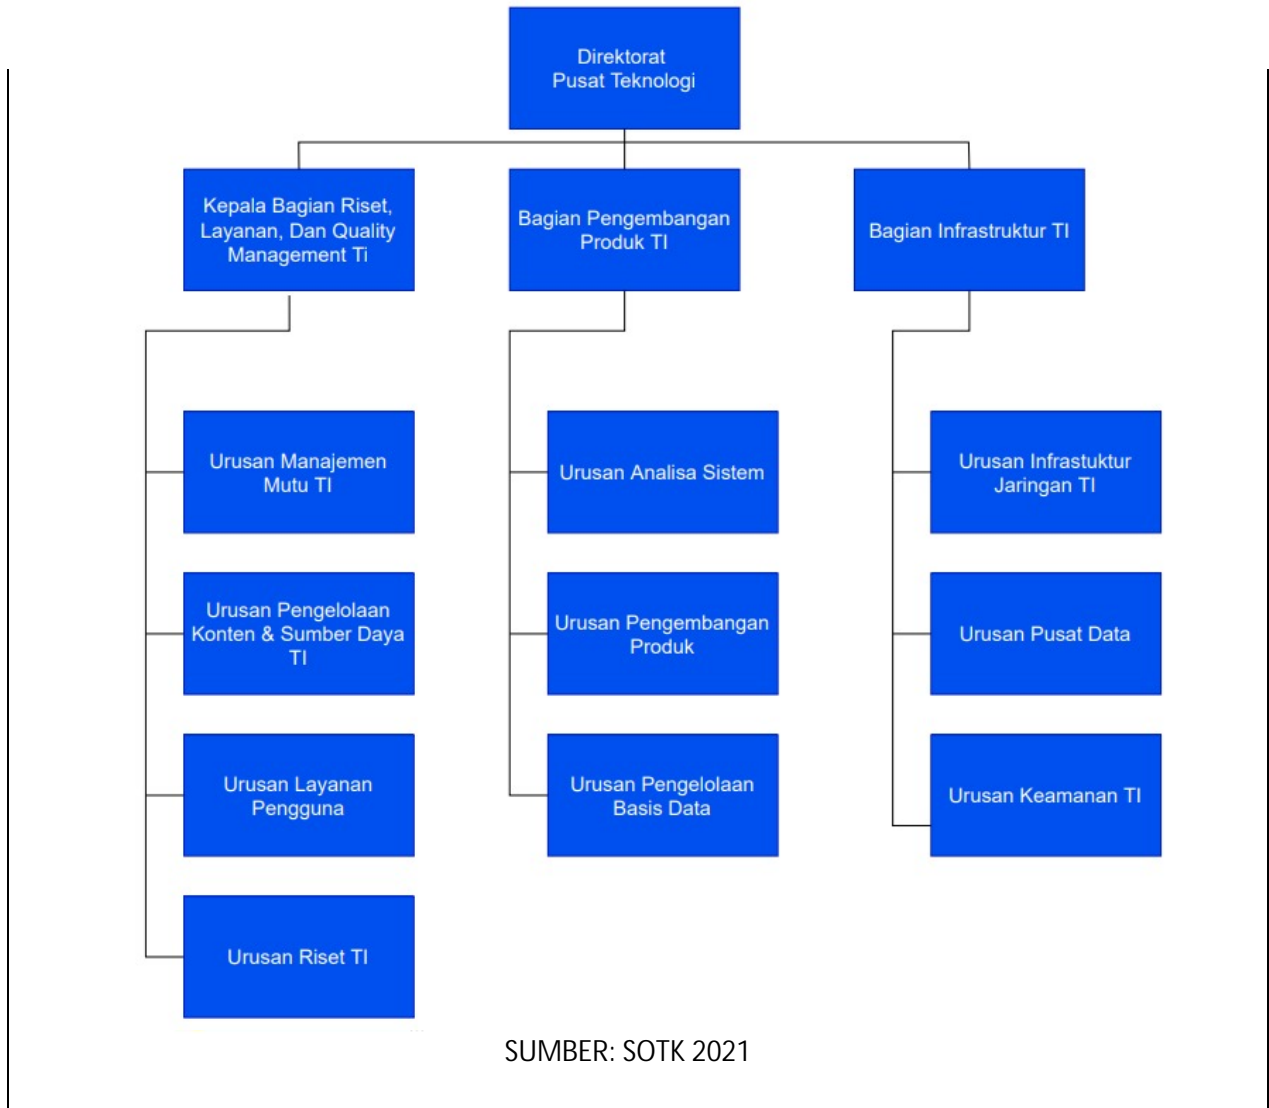 Direktorat
Pusat Teknologi
Kepala Bagian Riset,
Layanan, Dan Quality
Management Ti
Bagian Pengembangan
Produk TI
Bagian Infrastruktur TI
Urusan Manajemen
Mutu TI
Urusan Analisa Sistem
Urusan Infrastuktur
Jaringan TI
Urusan Pengelolaan
Konten & Sumber Daya
TI
Urusan Pengembangan
Produk
Urusan Pusat Data
Urusan Layanan
Pengguna
Urusan Pengelolaan
Basis Data
Urusan Keamanan TI
Urusan Riset TI
SUMBER: SOTK 2021